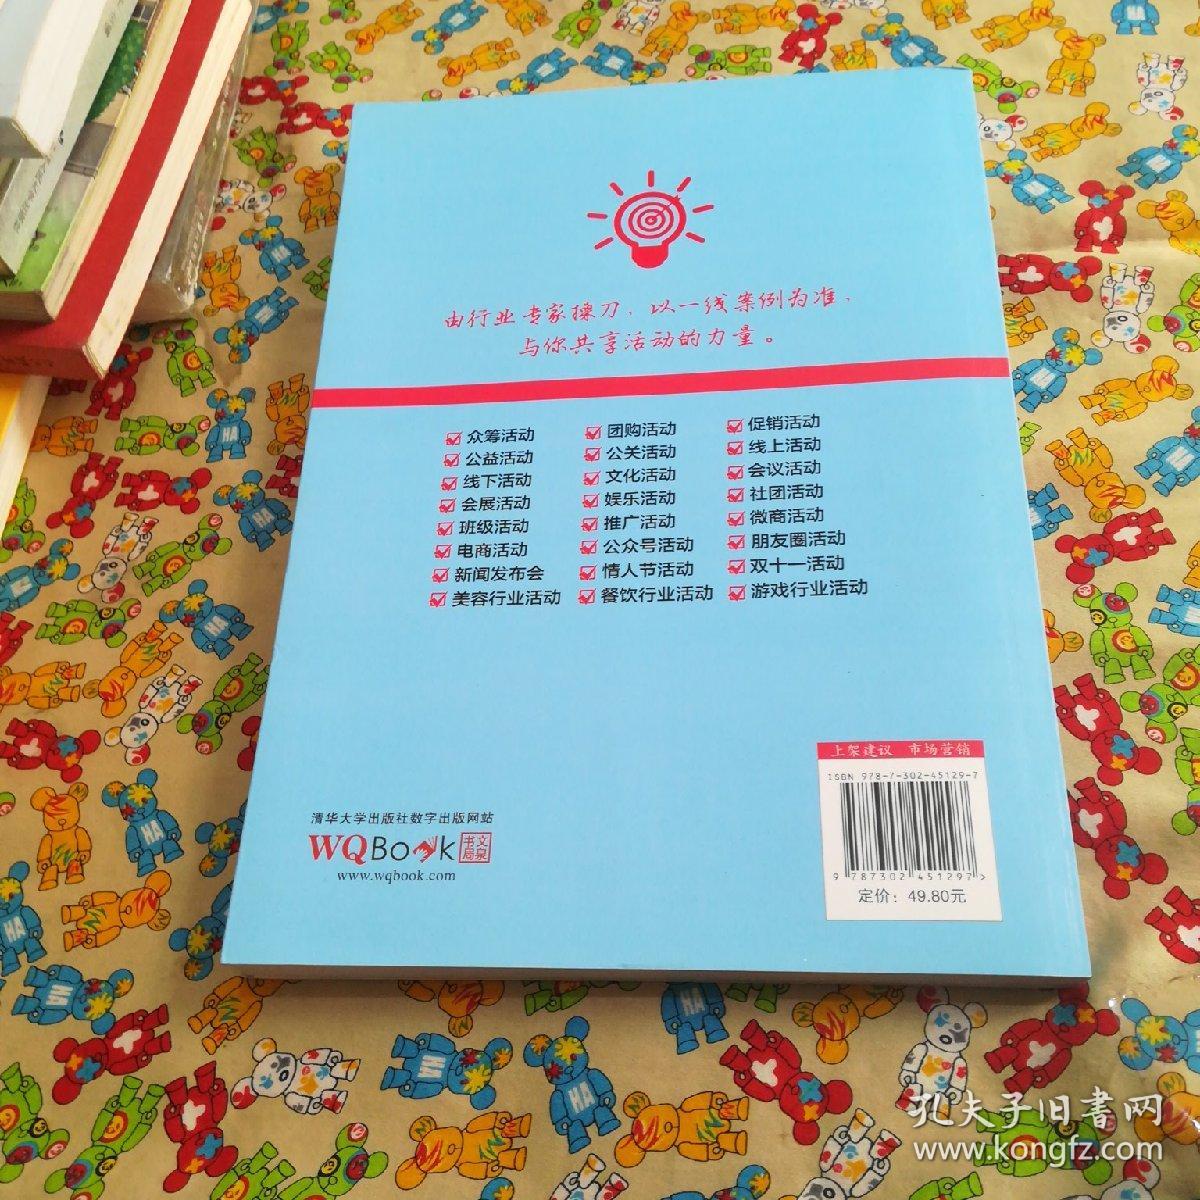 由行业专家操刀，以一线案例为准，
与你共享活动的力量。
众筹活动 团购活动 促销活动
公益活动 公关活动 线上活动
线下活动 文化活动 会议活动
会展活动 娱乐活动 社团活动
班级活动 推广活动 微商活动
电商活动 公众号活动 朋友圈活动
新闻发布会 情人节活动 双十一活动
美容行业活动 餐饮行业活动 游戏行业活动
上架建议 市场营销
ISBN 978-7-302-45129-7
9 787302 451297 >
定价：49.80元
清华大学出版社数字出版网站
WQBook 文泉书局
www.wqbook.com
孔夫子旧書网
www.kongfz.com